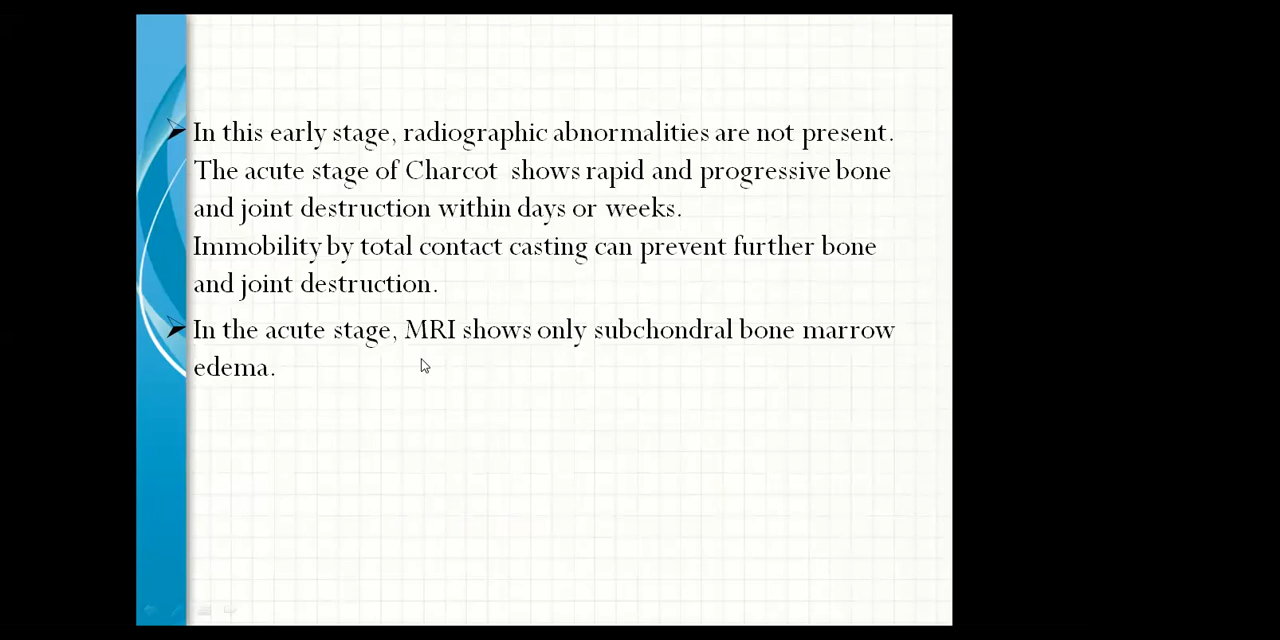 In this early stage, radiographic abnormalities are not present.
The acute stage of Charcot shows rapid and progressive bone
and joint destruction within days or weeks.
Immobility by total contact casting can prevent further bone
and joint destruction.
In the acute stage, MRI shows only subchondral bone marrow
edema.